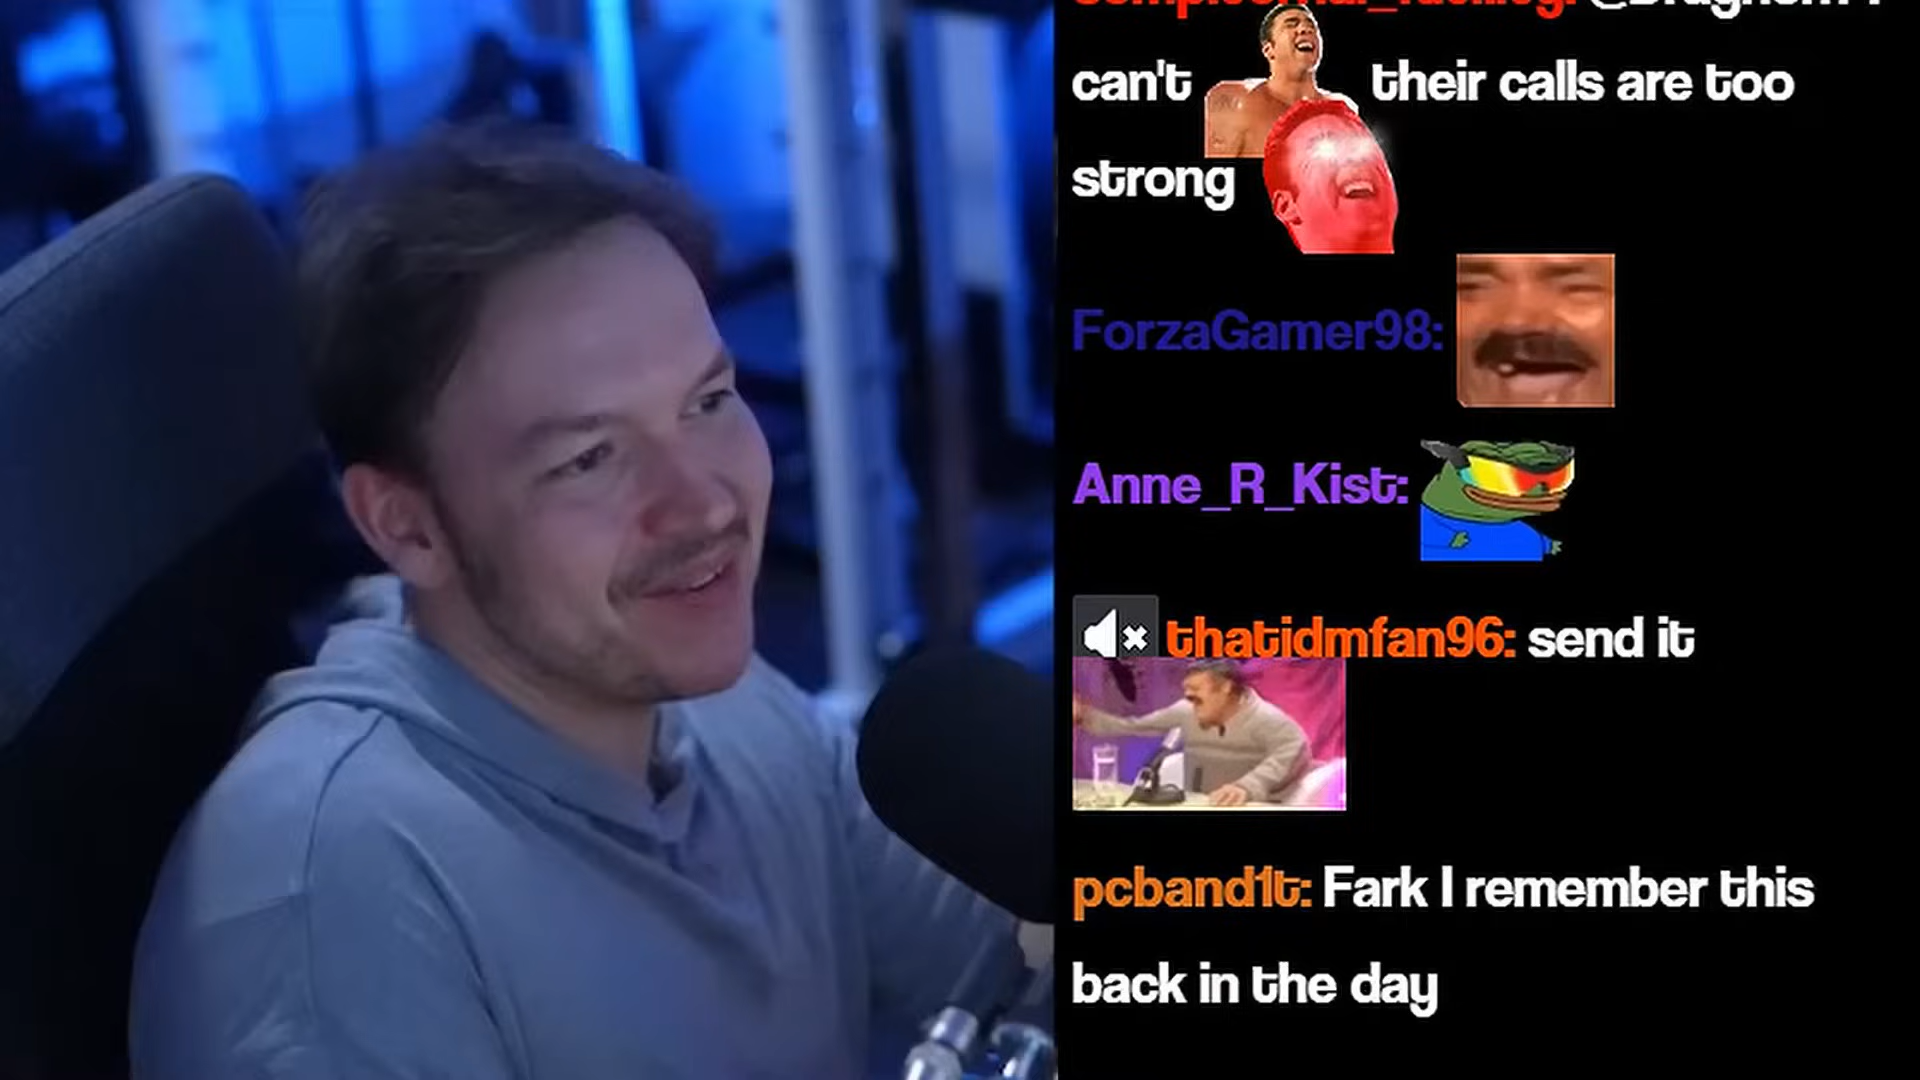 can't their calls are too
strong
ForzaGamer98:
Anne_R_Kist:
thatidmfan96: send it
pcband1t: Fark I remember this
back in the day